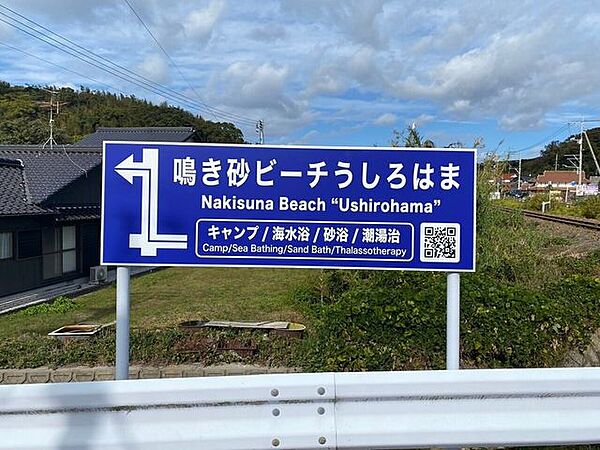 鳴き砂ビーチうしろはま
Nakisuna Beach “Ushirohama”
キャンプ / 海水浴 / 砂浴 / 潮湯治
Camp/Sea Bathing/Sand Bath/Thalassotherapy